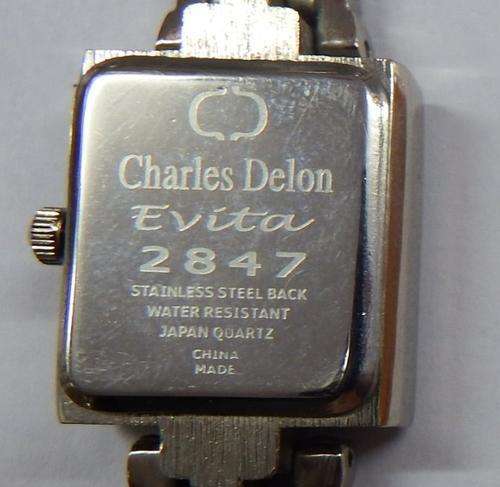 Charles Delon
Evita
2847
STAINLESS STEEL BACK
WATER RESISTANT
JAPAN QUARTZ
CHINA
MADE